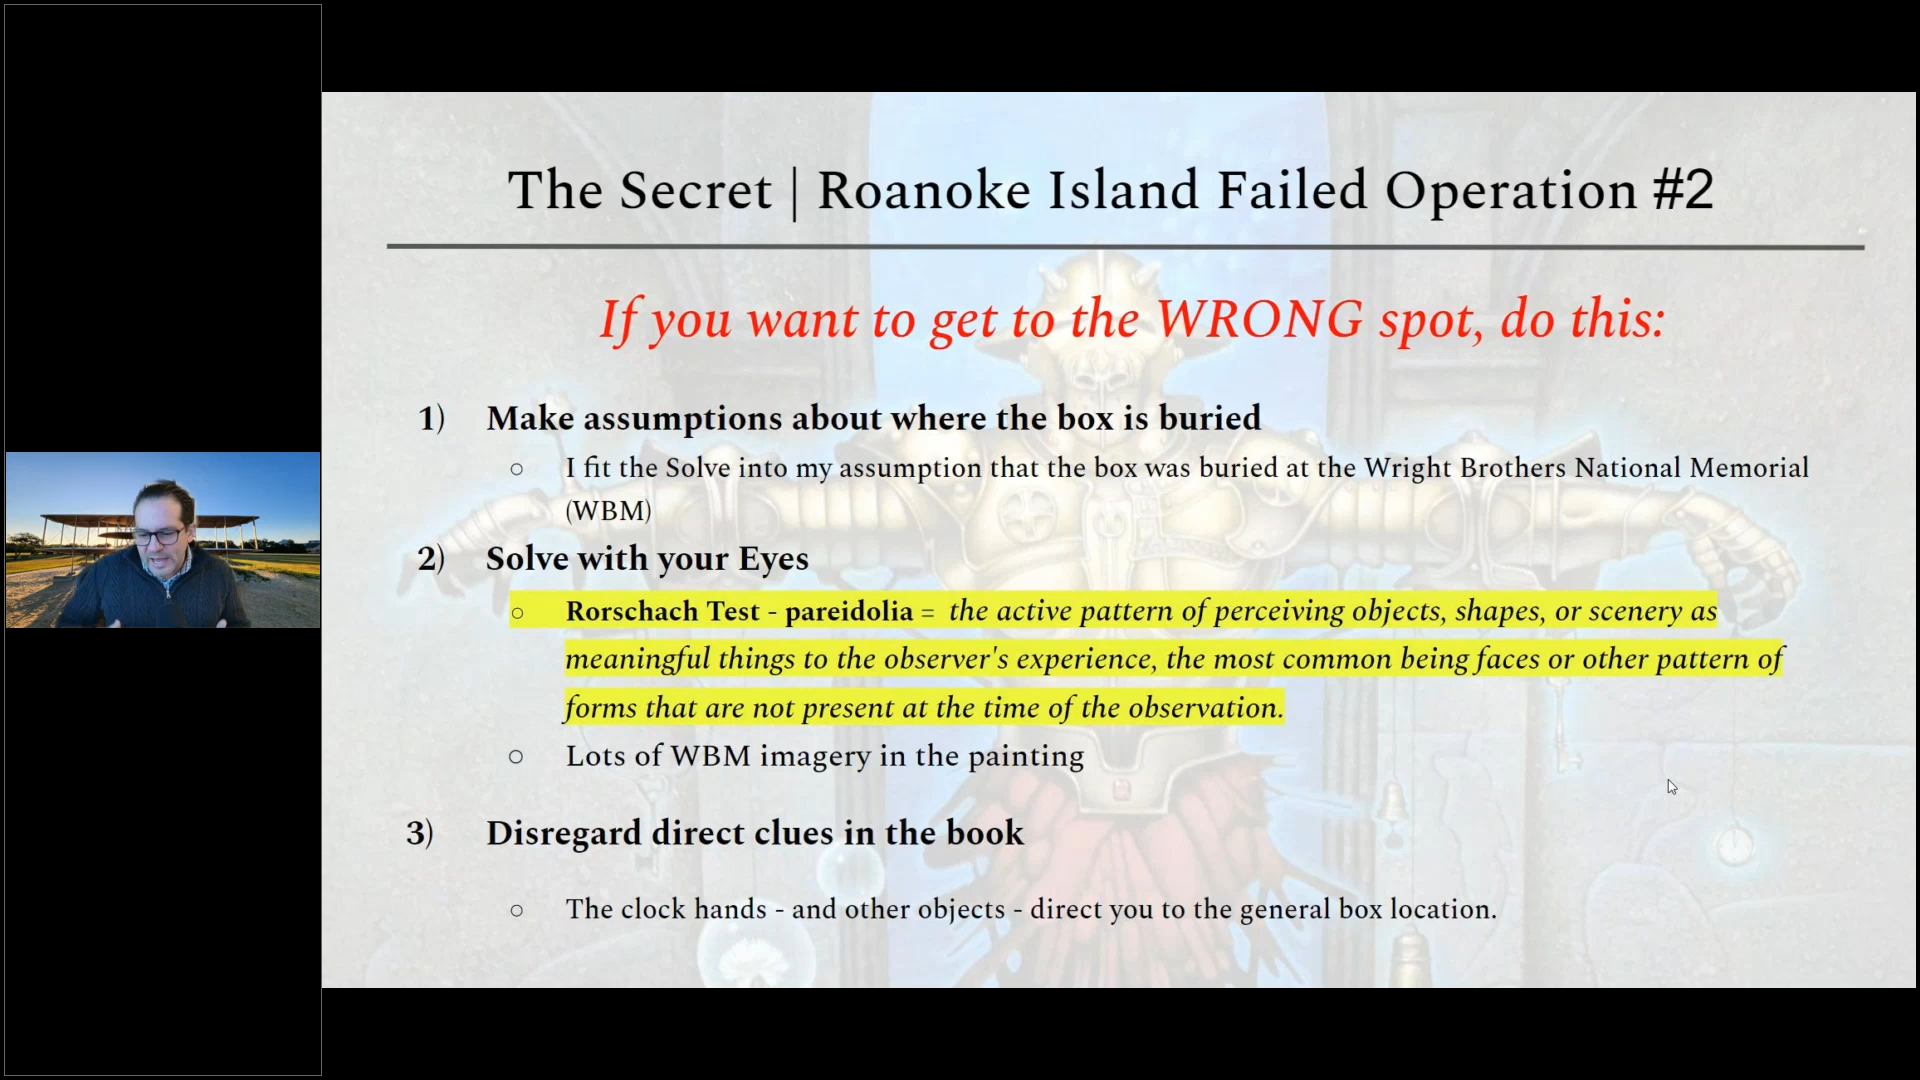 The Secret | Roanoke Island Failed Operation #2
If you want to get to the WRONG spot, do this:
1) Make assumptions about where the box is buried
○ I fit the Solve into my assumption that the box was buried at the Wright Brothers National Memorial
(WBM)
2) Solve with your Eyes
○ Rorschach Test - pareidolia = the active pattern of perceiving objects, shapes, or scenery as
meaningful things to the observer's experience, the most common being faces or other pattern of
forms that are not present at the time of the observation.
○ Lots of WBM imagery in the painting
3) Disregard direct clues in the book
○ The clock hands - and other objects - direct you to the general box location.